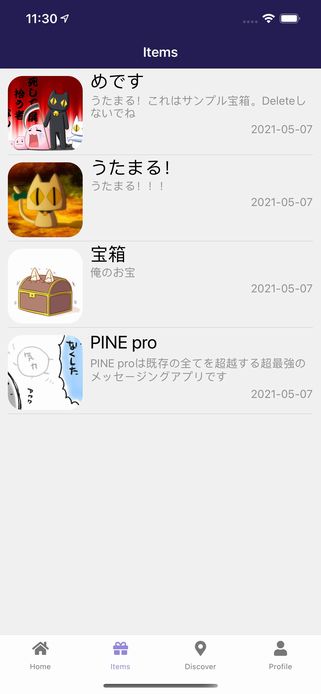 11:30
Items
めです
うたまる！これはサンプル宝箱。Deleteし
ないでね
2021-05-07
うたまる！
うたまる！！！
2021-05-07
宝箱
俺のお宝
2021-05-07
なくした
PINE pro
PINE proは既存の全てを超越する超最強の
メッセージングアプリです
2021-05-07
Home
Items
Discover
Profile